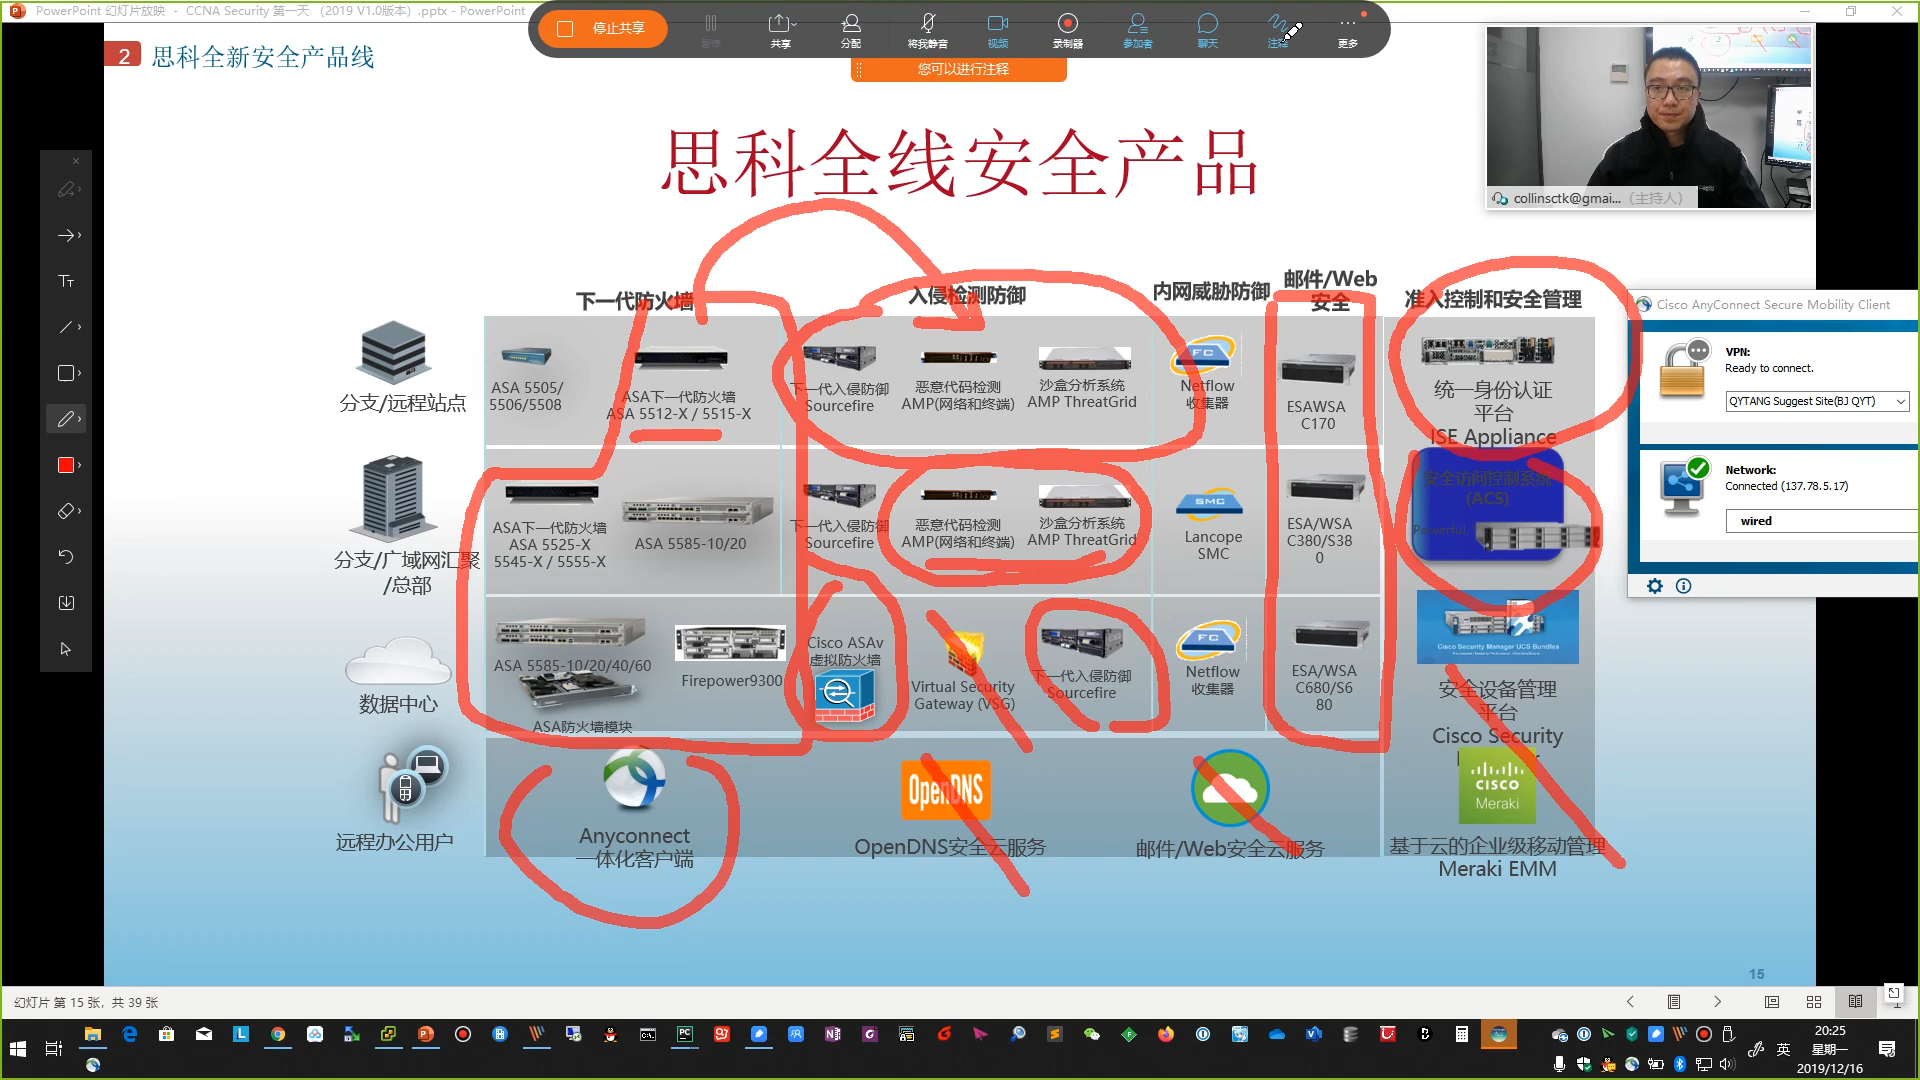 PowerPoint 幻灯片放映 - CCNA Security 第一天 （2019 V1.0版本）.pptx - PowerPoint
停止共享
暂停
共享
分配
将我静音
视频
录制器
参加者
聊天
注释
更多
您可以进行注释
2 思科全新安全产品线
思科全线安全产品
collinsctk@gmai... （主持人）
下一代防火墙
入侵检测防御
内网威胁防御
邮件/Web
安全
准入控制和安全管理
分支/远程站点
ASA 5505/
5506/5508
ASA下一代防火墙
ASA 5512-X / 5515-X
下一代入侵防御
Sourcefire
恶意代码检测
AMP(网络和终端)
沙盒分析系统
AMP ThreatGrid
FC
Netflow
收集器
ESAWSA
C170
统一身份认证
平台
ISE Appliance
分支/广域网汇聚
/总部
ASA下一代防火墙
ASA 5525-X
5545-X / 5555-X
ASA 5585-10/20
下一代入侵防御
Sourcefire
恶意代码检测
AMP(网络和终端)
沙盒分析系统
AMP ThreatGrid
SMC
Lancope
SMC
ESA/WSA
C380/S38
0
安全访问控制系统
(ACS)
Powerful,
数据中心
ASA 5585-10/20/40/60
ASA防火墙模块
Firepower9300
Cisco ASAv
虚拟防火墙
Virtual Security
Gateway (VSG)
下一代入侵防御
Sourcefire
FC
Netflow
收集器
ESA/WSA
C680/S6
80
Cisco Security Manager UCS Bundles
安全设备管理
平台
Cisco Security
远程办公用户
Anyconnect
一体化客户端
OpenDNS
OpenDNS安全云服务
邮件/Web安全云服务
CISCO
Meraki
基于云的企业级移动管理
Meraki EMM
15
Cisco AnyConnect Secure Mobility Client
VPN:
Ready to connect.
QYTANG Suggest Site(BJ QYT)
Network:
Connected (137.78.5.17)
wired
幻灯片 第 15 张，共 39 张
英
20:25
星期一
2019/12/16